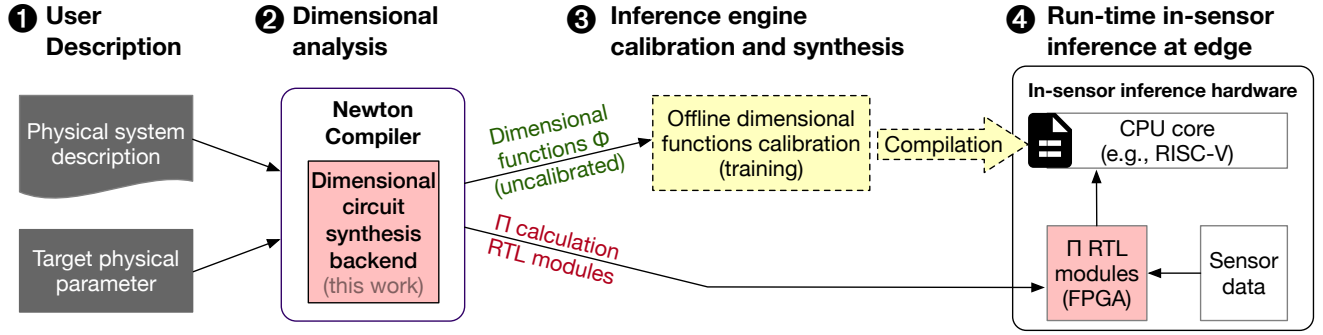 ❶ User
Description
❷ Dimensional
analysis
❸ Inference engine
calibration and synthesis
❹ Run-time in-sensor
inference at edge
Physical system
description
Target physical
parameter
Newton
Compiler
Dimensional
circuit
synthesis
backend
(this work)
Dimensional
functions Φ
(uncalibrated)
Π calculation
RTL modules
Offline dimensional
functions calibration
(training)
Compilation
In-sensor inference hardware
CPU core
(e.g., RISC-V)
Π RTL
modules
(FPGA)
Sensor
data